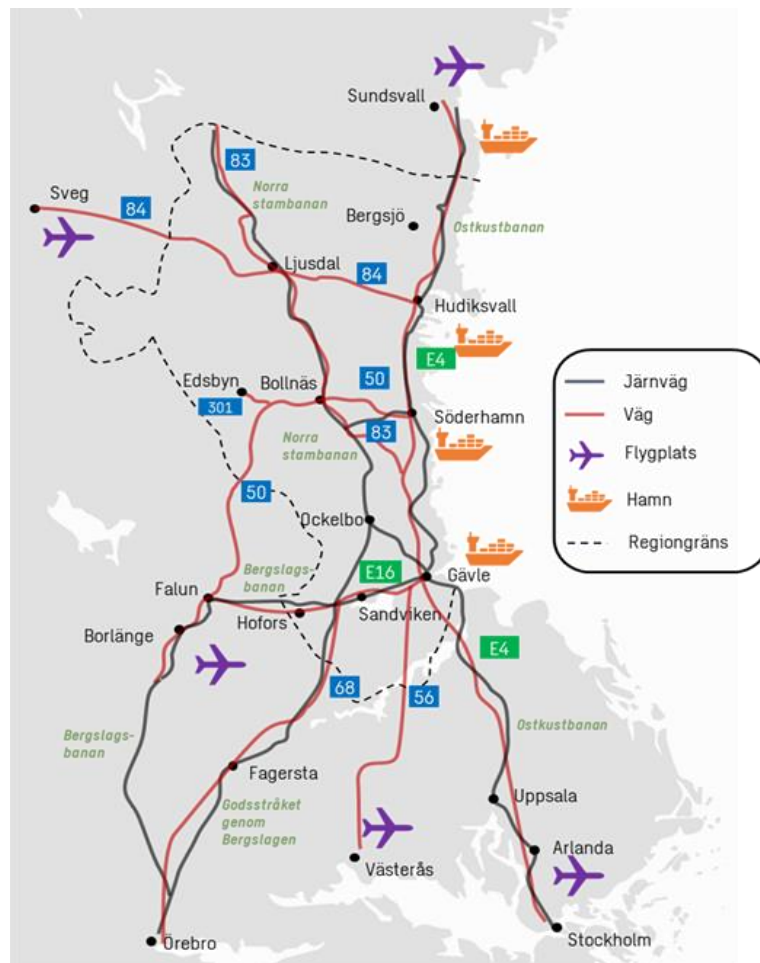 Sundsvall
83
Norra
stambanan
Sveg
84
Bergsjö
Ostkustbanan
Ljusdal
84
Hudiksvall
E4
Edsbyn
Bollnäs
50
301
Söderhamn
Norra
stambanan
83
50
Ockelbo
Bergslags-
banan
E16
Gävle
Falun
Hofors
Sandviken
Borlänge
E4
68
56
Bergslags-
banan
Ostkustbanan
Fagersta
Godsstråket
genom
Bergslagen
Uppsala
Västerås
Arlanda
Örebro
Stockholm
Järnväg
Väg
Flygplats
Hamn
Regiongräns